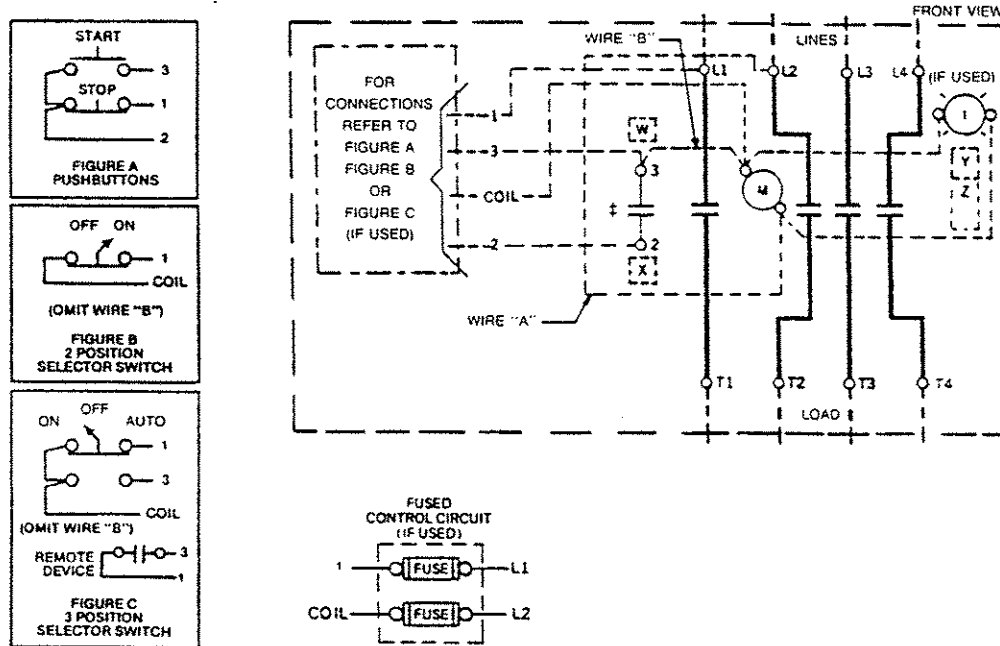 START
3
STOP
1
2
FIGURE A
PUSHBUTTONS
OFF ON
1
COIL
(OMIT WIRE "B")
FIGURE B
2 POSITION
SELECTOR SWITCH
OFF
ON AUTO
1
3
COIL
(OMIT WIRE "B")
REMOTE
DEVICE
3
1
FIGURE C
3 POSITION
SELECTOR SWITCH
FRONT VIEW
WIRE "B"
LINES
L1
L2
L3
L4
(IF USED)
FOR
CONNECTIONS
REFER TO
FIGURE A
FIGURE B
OR
FIGURE C
(IF USED)
1
3
COIL
2
W
3
‡
2
X
M
1
Y
Z
WIRE "A"
T1
T2
T3
T4
LOAD
FUSED
CONTROL CIRCUIT
(IF USED)
1 FUSE L1
COIL FUSE L2